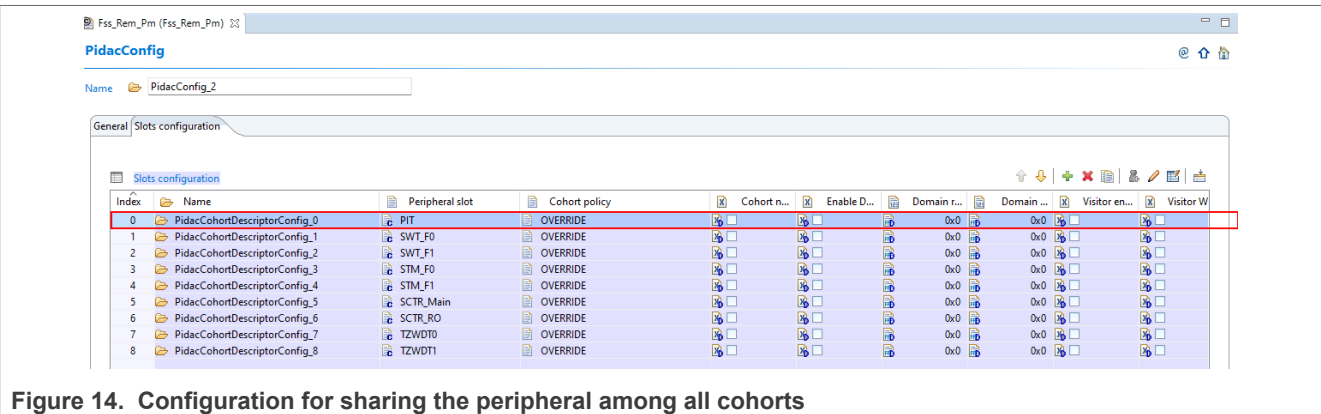 Fss_Rem_Pm (Fss_Rem_Pm)
PidacConfig
Name PidacConfig_2
General Slots configuration
Slots configuration
Index Name Peripheral slot Cohort policy Cohort n... Enable D... Domain r... Domain ... Visitor en... Visitor W
0 PidacCohortDescriptorConfig_0 PIT OVERRIDE 0x0 0x0
1 PidacCohortDescriptorConfig_1 SWT_F0 OVERRIDE 0x0 0x0
2 PidacCohortDescriptorConfig_2 SWT_F1 OVERRIDE 0x0 0x0
3 PidacCohortDescriptorConfig_3 STM_F0 OVERRIDE 0x0 0x0
4 PidacCohortDescriptorConfig_4 STM_F1 OVERRIDE 0x0 0x0
5 PidacCohortDescriptorConfig_5 SCTR_Main OVERRIDE 0x0 0x0
6 PidacCohortDescriptorConfig_6 SCTR_RO OVERRIDE 0x0 0x0
7 PidacCohortDescriptorConfig_7 TZWDT0 OVERRIDE 0x0 0x0
8 PidacCohortDescriptorConfig_8 TZWDT1 OVERRIDE 0x0 0x0
Figure 14. Configuration for sharing the peripheral among all cohorts